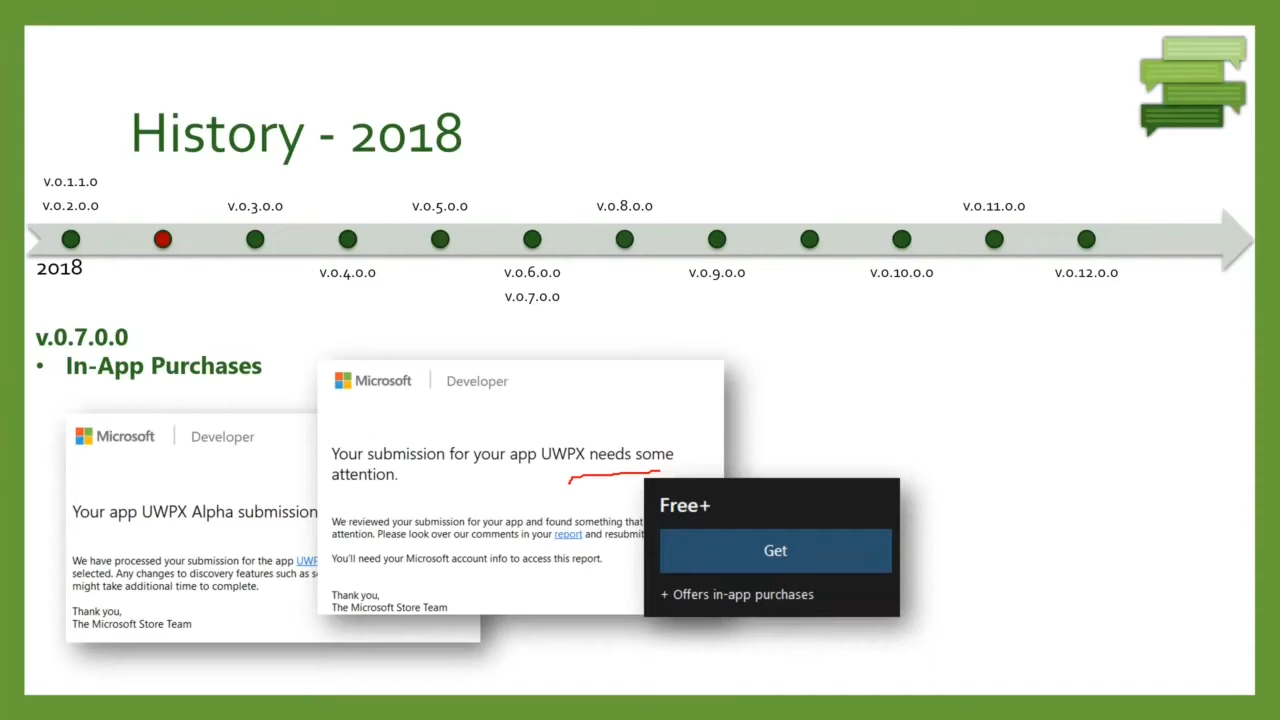 History - 2018
v.0.1.1.0
v.0.2.0.0
v.0.3.0.0
v.0.5.0.0
v.0.8.0.0
v.0.11.0.0
2018
v.0.4.0.0
v.0.6.0.0
v.0.9.0.0
v.0.10.0.0
v.0.12.0.0
v.0.7.0.0
v.0.7.0.0
• In-App Purchases
Microsoft | Developer
Your app UWPX Alpha submission
We have processed your submission for the app
selected. Any changes to discovery features such as
might take additional time to complete.
Thank you,
The Microsoft Store Team
Microsoft | Developer
Your submission for your app UWPX needs some
attention.
We reviewed your submission for your app and found something that
attention. Please look over our comments in your report and
You'll need your Microsoft account info to access this report.
Thank you,
The Microsoft Store Team
Free+
Get
+ Offers in-app purchases